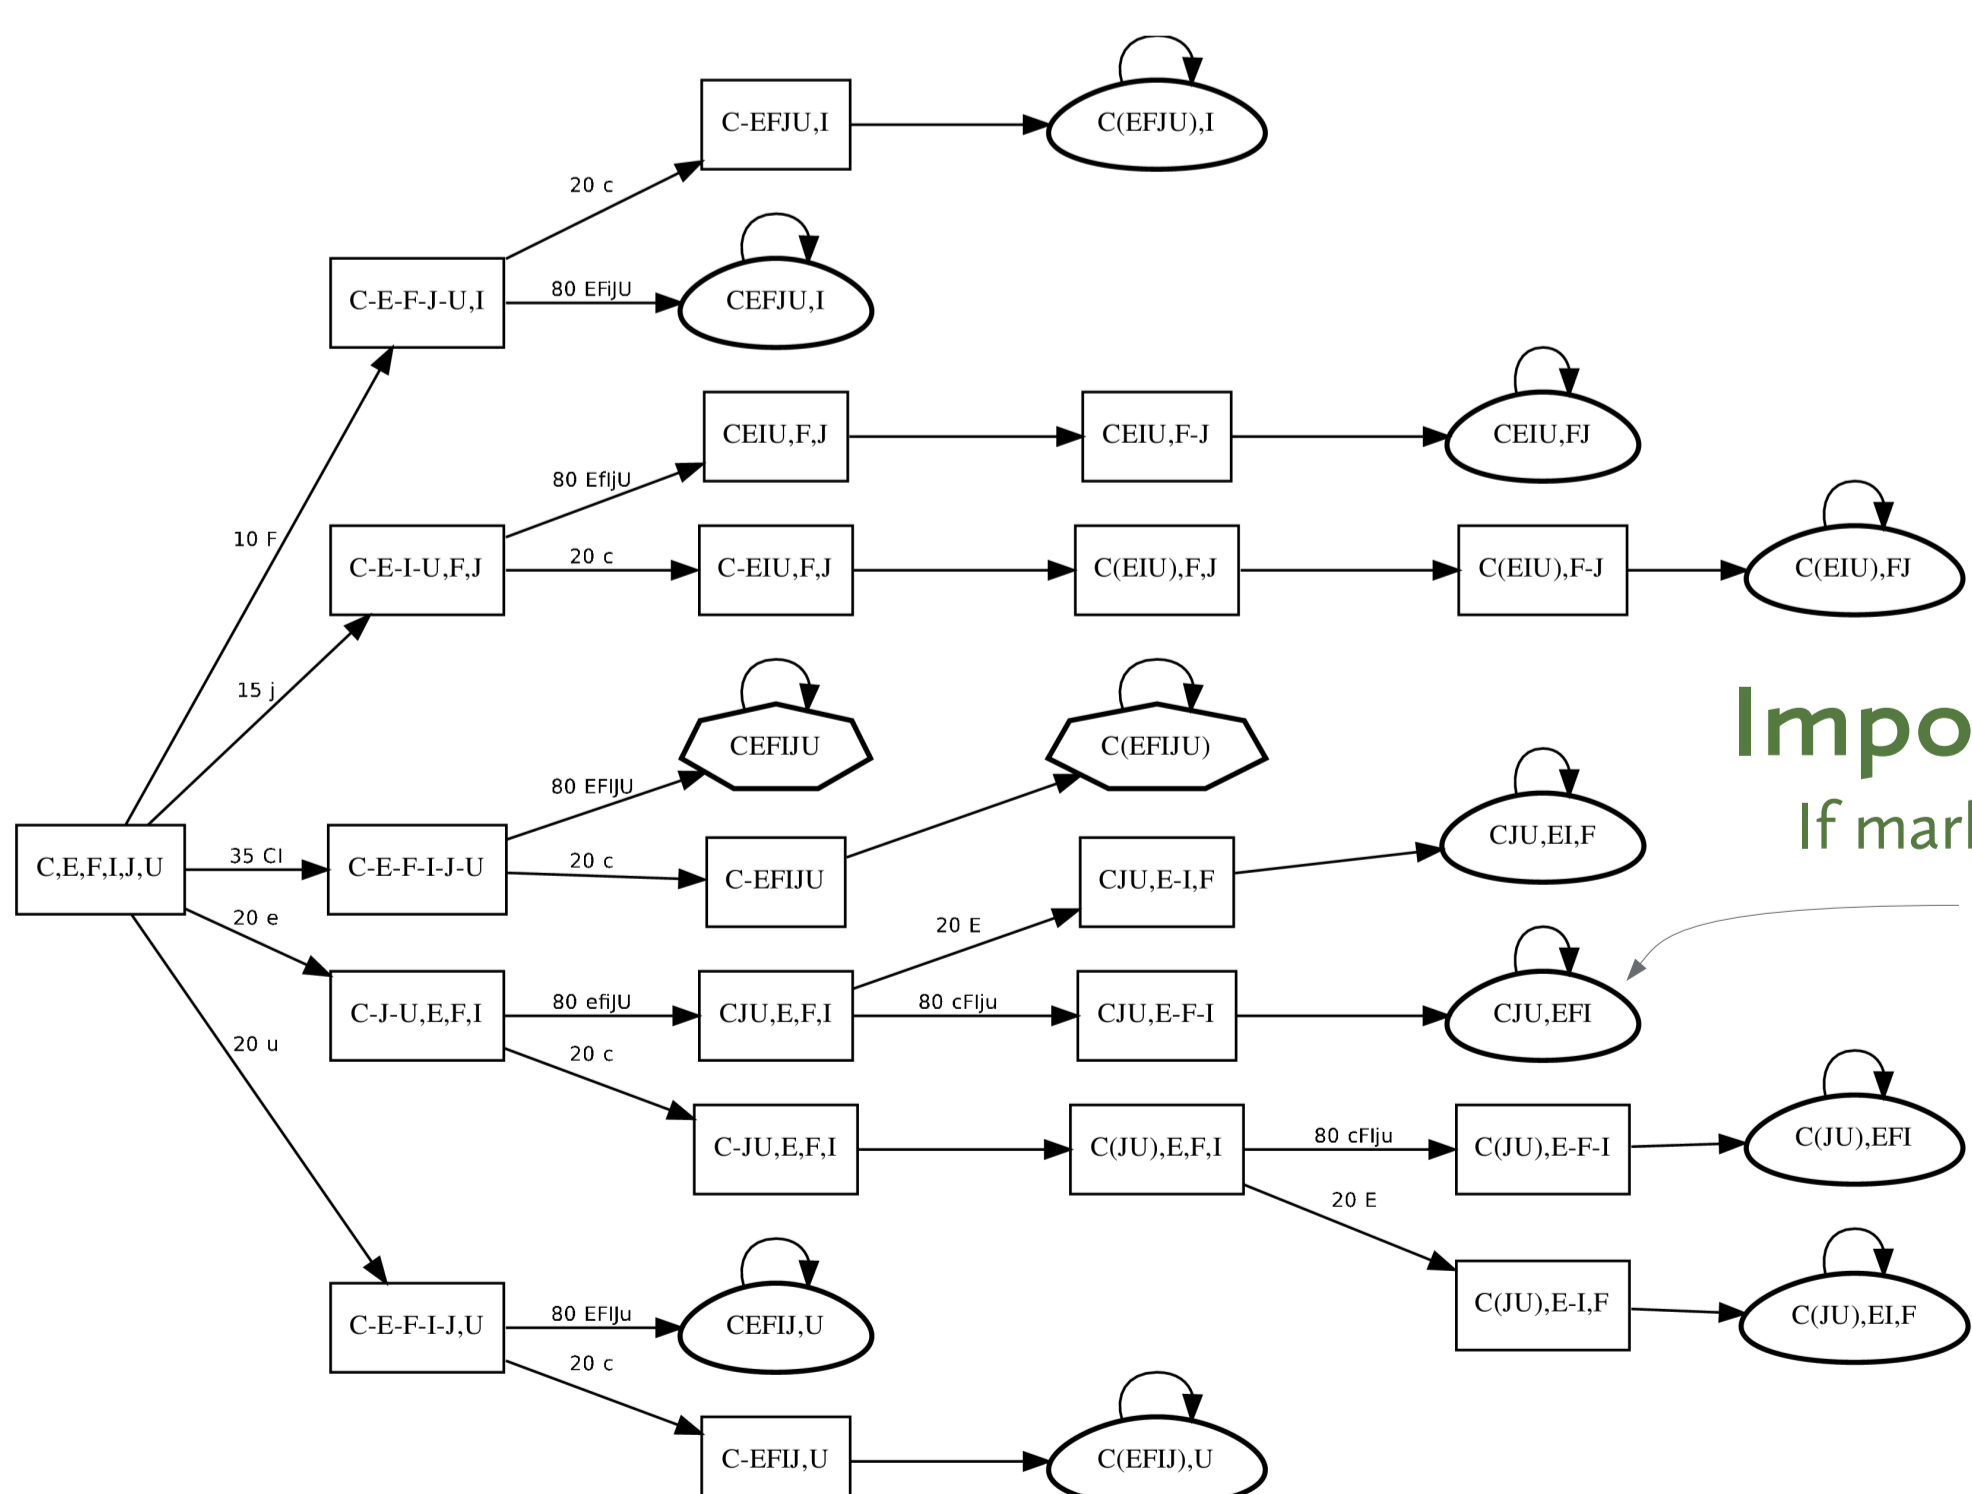 C-EFJU,I
C(EFJU),I
20 c
C-E-F-J-U,I
80 EFiJU
CEFJU,I
CEIU,F,J
CEIU,F-J
CEIU,FJ
80 EfIjU
10 F
C-E-I-U,F,J
20 c
C-EIU,F,J
C(EIU),F,J
C(EIU),F-J
C(EIU),FJ
15 j
CEFIJU
C(EFIJU)
Impo
80 EFIJU
If mar
CJU,EI,F
C,E,F,I,J,U
35 CI
C-E-F-I-J-U
20 c
C-EFIJU
CJU,E-I,F
20 e
20 E
C-J-U,E,F,I
80 efiJU
CJU,E,F,I
80 cFIju
CJU,E-F-I
CJU,EFI
20 u
20 c
C-JU,E,F,I
C(JU),E,F,I
80 cFIju
C(JU),E-F-I
C(JU),EFI
20 E
C(JU),E-I,F
C(JU),EI,F
C-E-F-I-J,U
80 EFIJu
CEFIJ,U
20 c
C-EFIJ,U
C(EFIJ),U